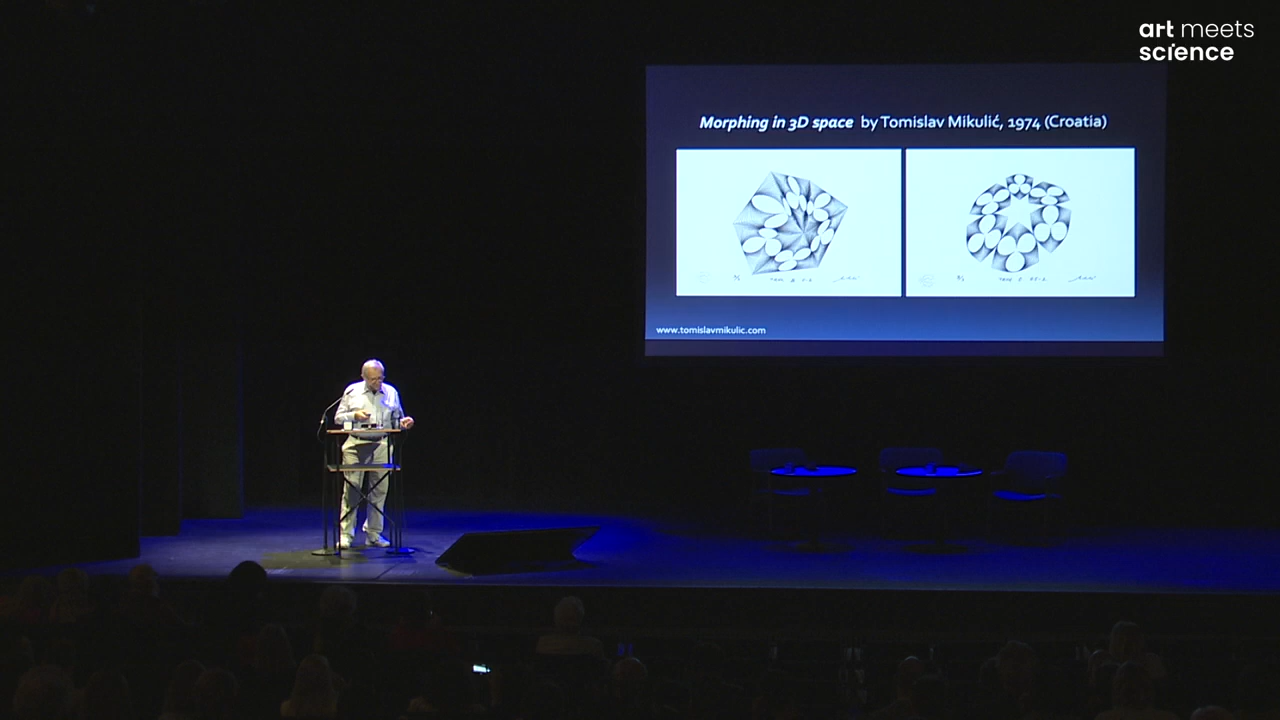 art meets
science
Morphing in 3D space by Tomislav Mikulić, 1974 (Croatia)
www.tomislavmikulic.com